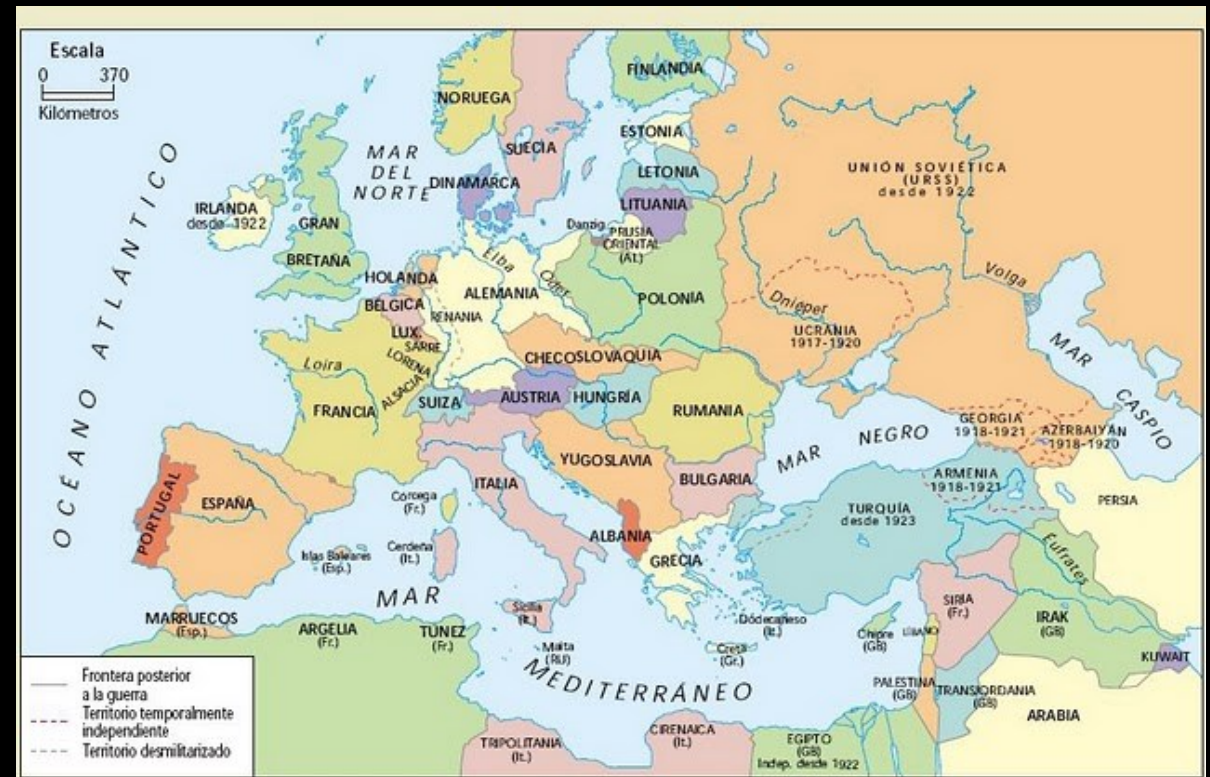 Escala
0 370
Kilómetros
OCÉANO ATLÁNTICO
NORUEGA
SUECIA
FINLANDIA
ESTONIA
LETONIA
LITUANIA
MAR
DEL
NORTE
DINAMARCA
IRLANDA
desde 1922
GRAN
BRETAÑA
Danzig
PRUSIA
ORIENTAL
(Al.)
UNIÓN SOVIÉTICA
(URSS)
desde 1922
HOLANDA
BÉLGICA
LUX.
SARRE
LORENA
ALSACIA
RENANIA
Elba
Oder
ALEMANIA
POLONIA
Dnieper
UCRANIA
1917-1920
Volga
MAR CASPIO
Loira
FRANCIA
SUIZA
CHECOSLOVAQUIA
AUSTRIA
HUNGRÍA
RUMANIA
MAR NEGRO
GEORGIA
1918-1921
AZERBAIYÁN
1918-1920
ARMENIA
1918-1921
PERSIA
PORTUGAL
ESPAÑA
Córcega
(Fr.)
Islas Baleares
(Esp.)
Cerdeña
(It.)
ITALIA
YUGOSLAVIA
BULGARIA
ALBANIA
GRECIA
TURQUÍA
desde 1923
Eufrates
MARRUECOS
(Esp.)
ARGELIA
(Fr.)
TÚNEZ
(Fr.)
MAR
MEDITERRÁNEO
Sicilia
(It.)
Malta
(RU)
Dódecaneso
(It.)
Creta
(Gr.)
Chipre
(GB)
LÍBANO
SIRIA
(Fr.)
IRAK
(GB)
KUWAIT
PALESTINA
(GB)
TRANSJORDANIA
(GB)
ARABIA
TRIPOLITANIA
(It.)
CIRENAICA
(It.)
EGIPTO
(GB)
Indep. desde 1922
Frontera posterior
a la guerra
Territorio temporalmente
independiente
Territorio desmilitarizado